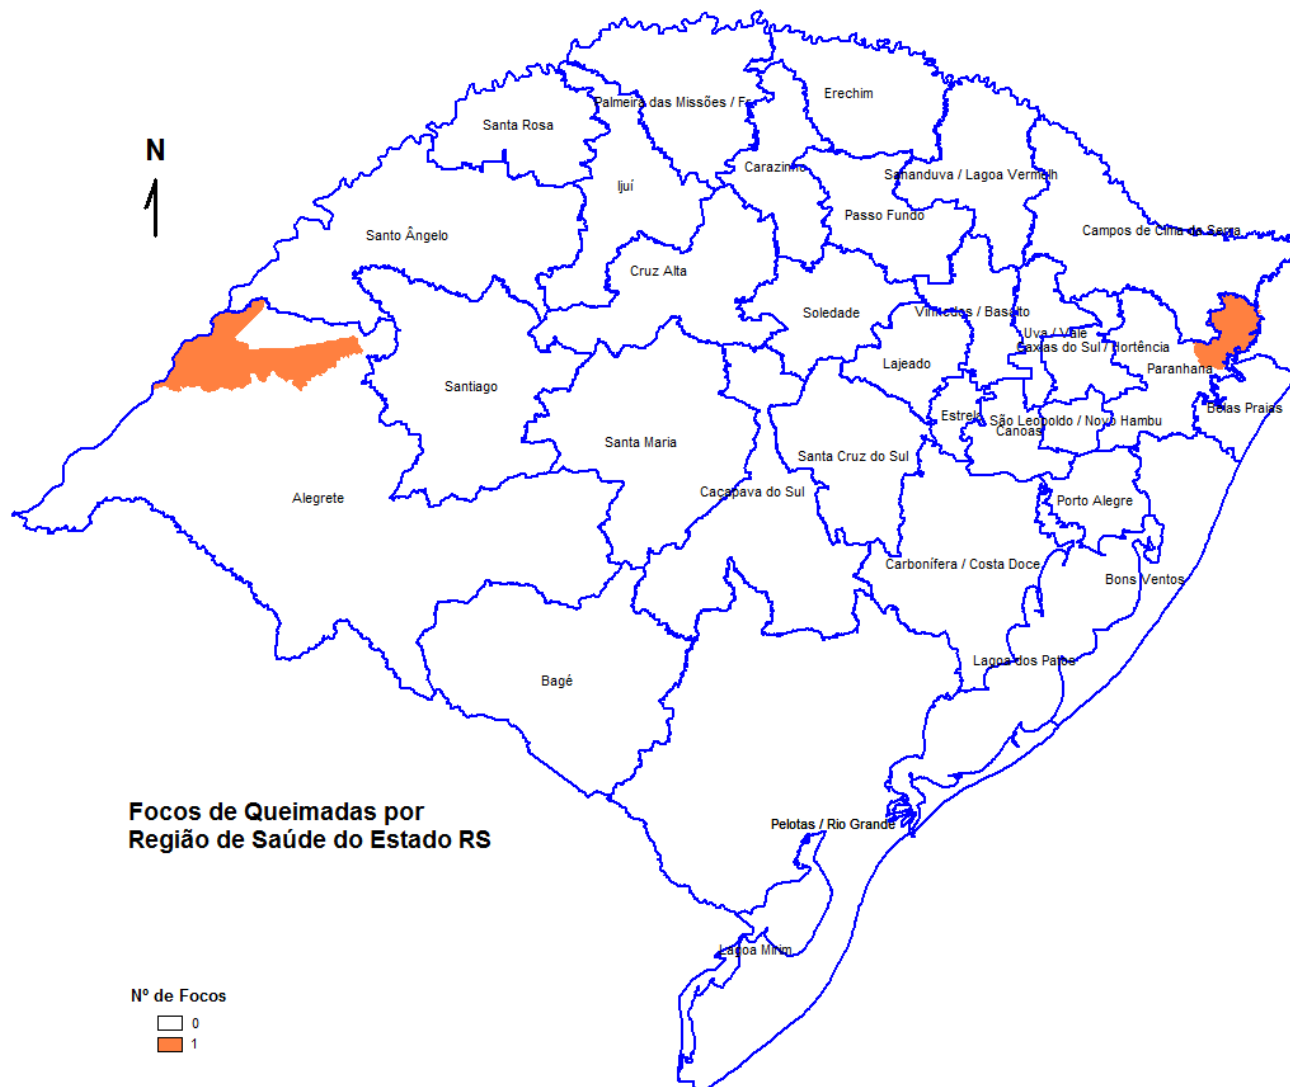 Erechim
Palmeira das Missões / Fr
Santa Rosa
N
Carazinho
Sananduva / Lagoa Vermelh
Ijuí
Passo Fundo
Campos de Cima da Serra
Santo Ângelo
Cruz Alta
Soledade
Vinhedos / Basalto
Uva / Vale
Caxias do Sul / Hortência
Lajeado
Paranhana
Santiago
Belas Praias
Estrela
São Leopoldo / Novo Hambu
Canoas
Santa Maria
Santa Cruz do Sul
Caçapava do Sul
Alegrete
Porto Alegre
Carbonífera / Costa Doce
Bons Ventos
Lagoa dos Patos
Bagé
Focos de Queimadas por
Região de Saúde do Estado RS
Pelotas / Rio Grande
Lagoa Mirim
Nº de Focos
0
1